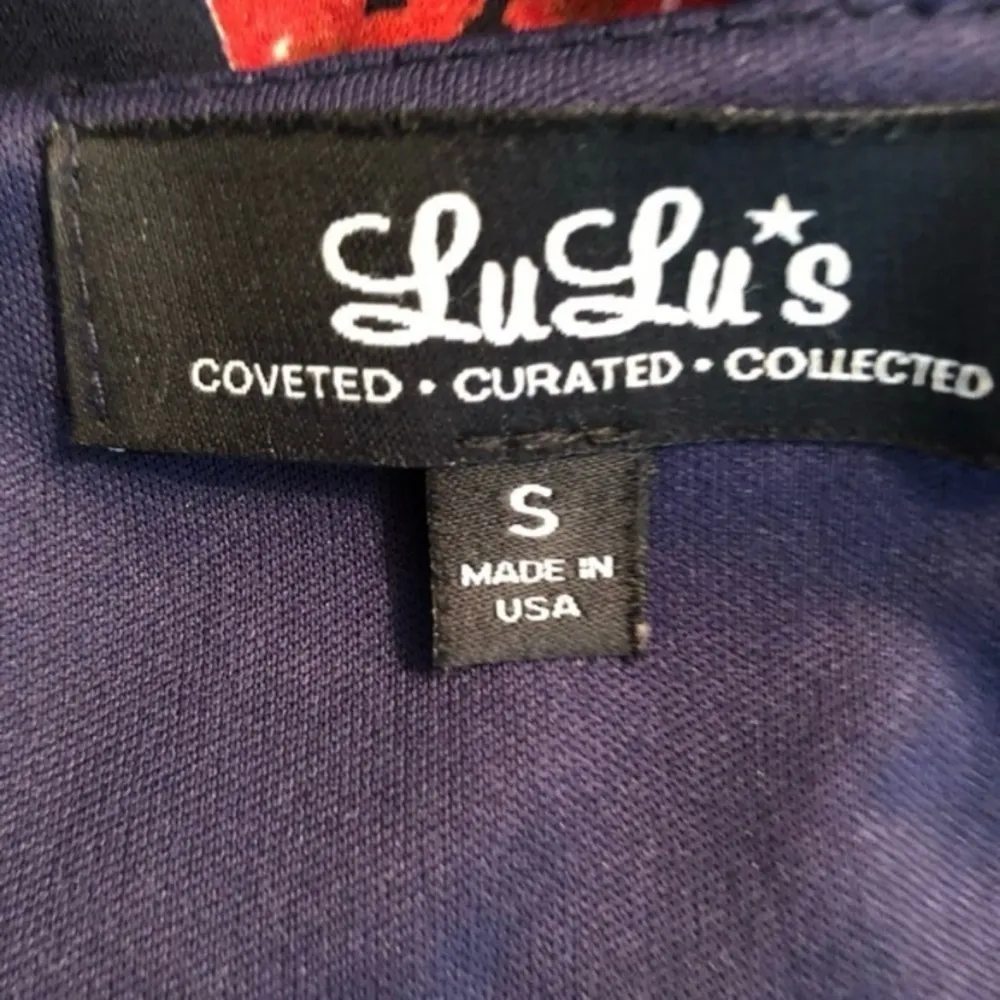 LuLu's
COVETED • CURATED • COLLECTED
S
MADE IN
USA